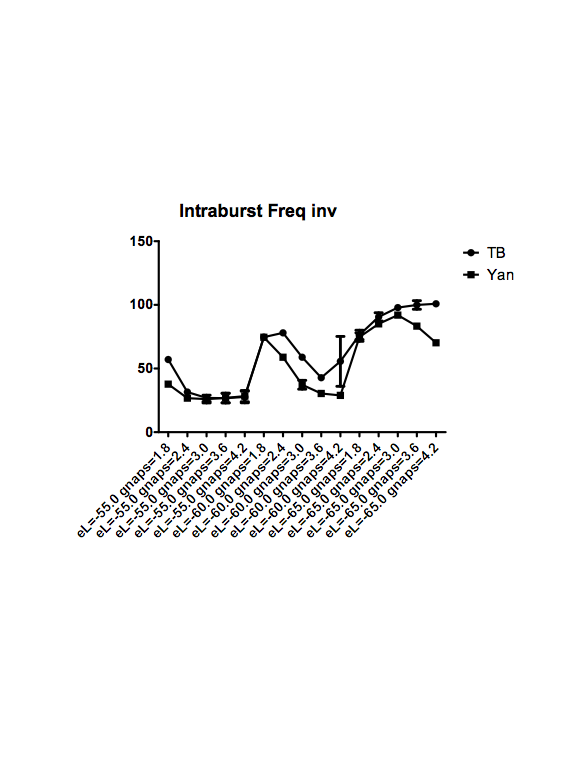 Intraburst Freq inv
150
100
50
0
TB
Yan
eL=-55.0 gnaps=1.8
eL=-55.0 gnaps=2.4
eL=-55.0 gnaps=3.0
eL=-55.0 gnaps=3.6
eL=-55.0 gnaps=4.2
eL=-60.0 gnaps=1.8
eL=-60.0 gnaps=2.4
eL=-60.0 gnaps=3.0
eL=-60.0 gnaps=3.6
eL=-60.0 gnaps=4.2
eL=-65.0 gnaps=1.8
eL=-65.0 gnaps=2.4
eL=-65.0 gnaps=3.0
eL=-65.0 gnaps=3.6
eL=-65.0 gnaps=4.2